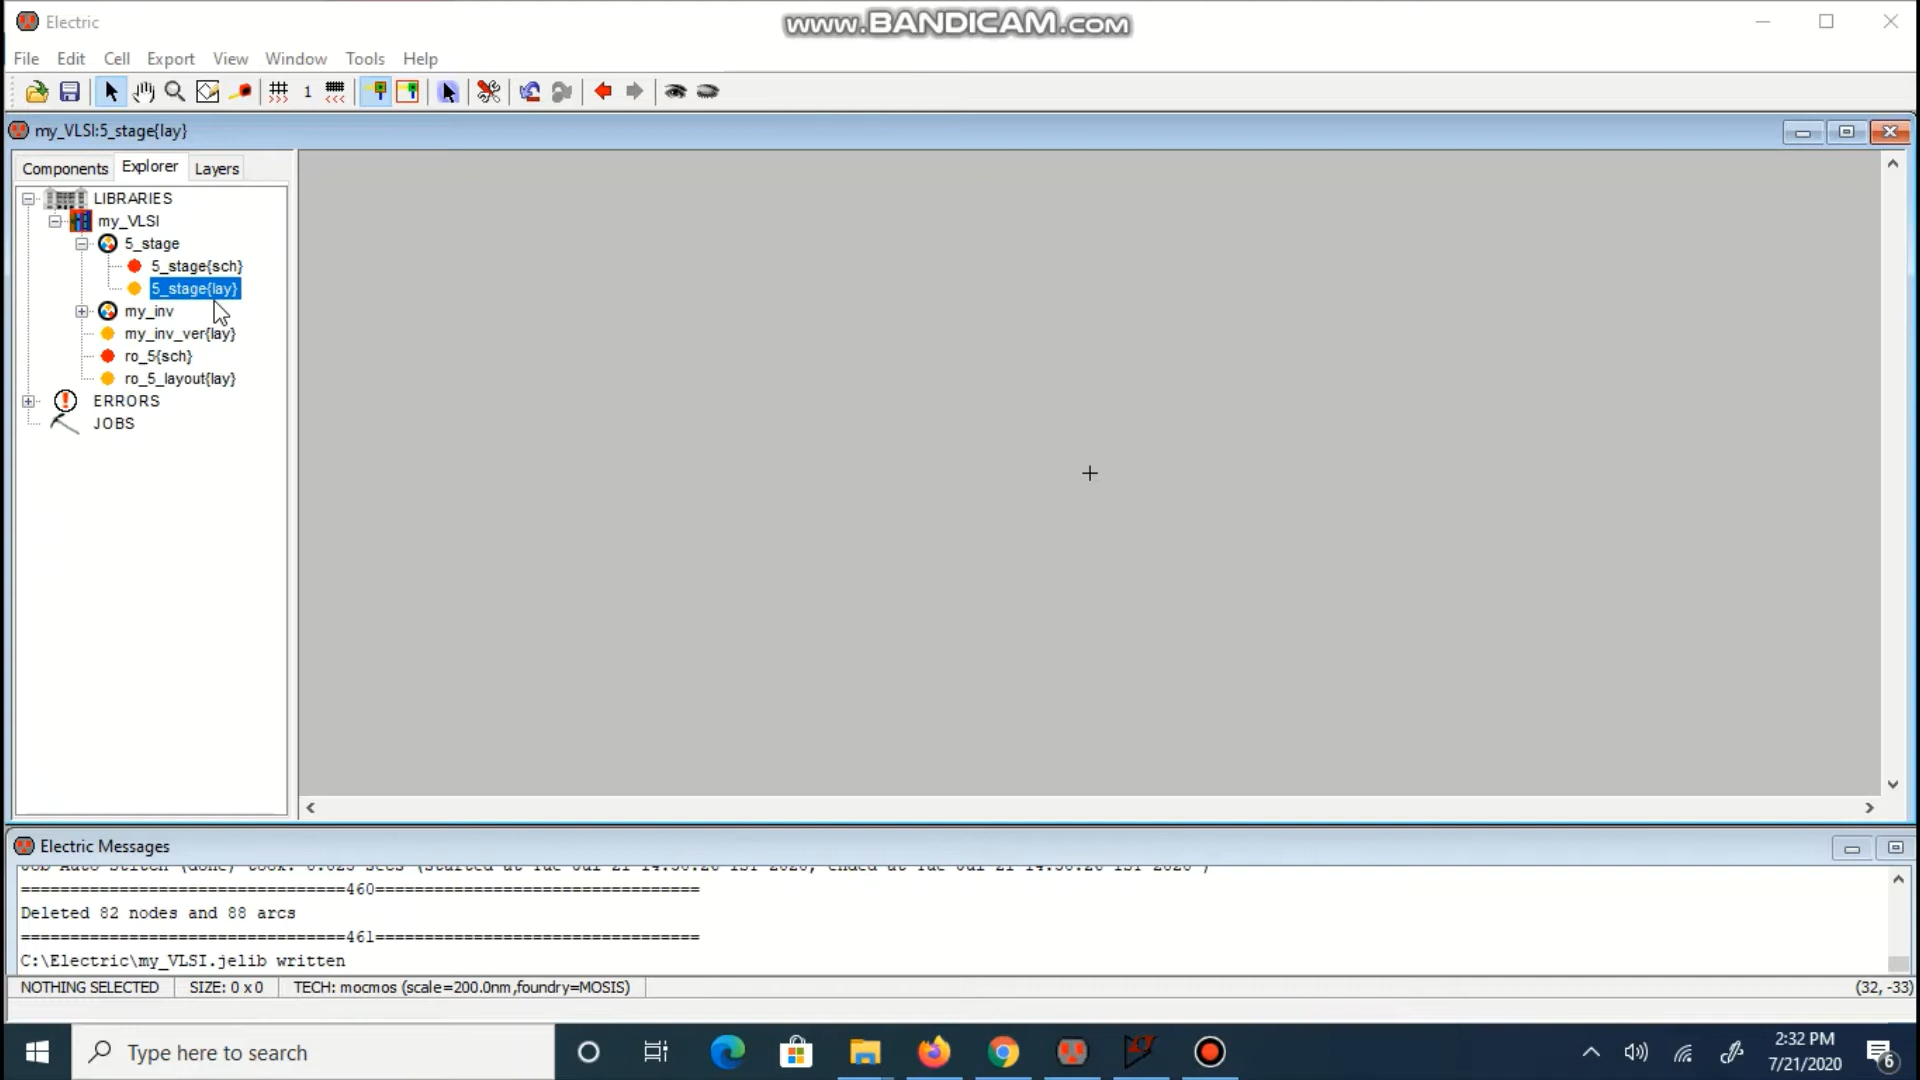 Electric
www.BANDICAM.com
File Edit Cell Export View Window Tools Help
1
my_VLSI:5_stage{lay}
Components Explorer Layers
LIBRARIES
my_VLSI
5_stage
5_stage{sch}
5_stage{lay}
my_inv
my_inv_ver{lay}
ro_5{sch}
ro_5_layout{lay}
ERRORS
JOBS
Electric Messages
=================================460=================================
Deleted 82 nodes and 88 arcs
=================================461=================================
C:\Electric\my_VLSI.jelib written
NOTHING SELECTED SIZE: 0 x 0 TECH: mocmos (scale=200.0nm,foundry=MOSIS) (32, -33)
Type here to search
2:32 PM
7/21/2020
6